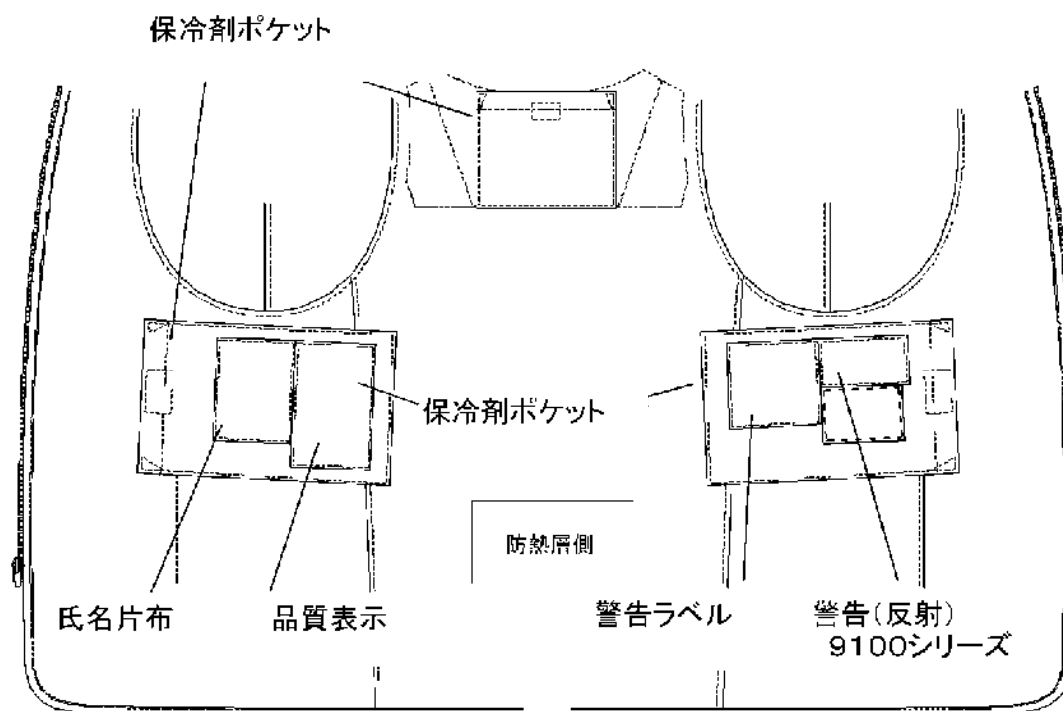 保冷剤ポケット
保冷剤ポケット
防熱層側
氏名片布
品質表示
警告ラベル
警告(反射)
9100シリーズ